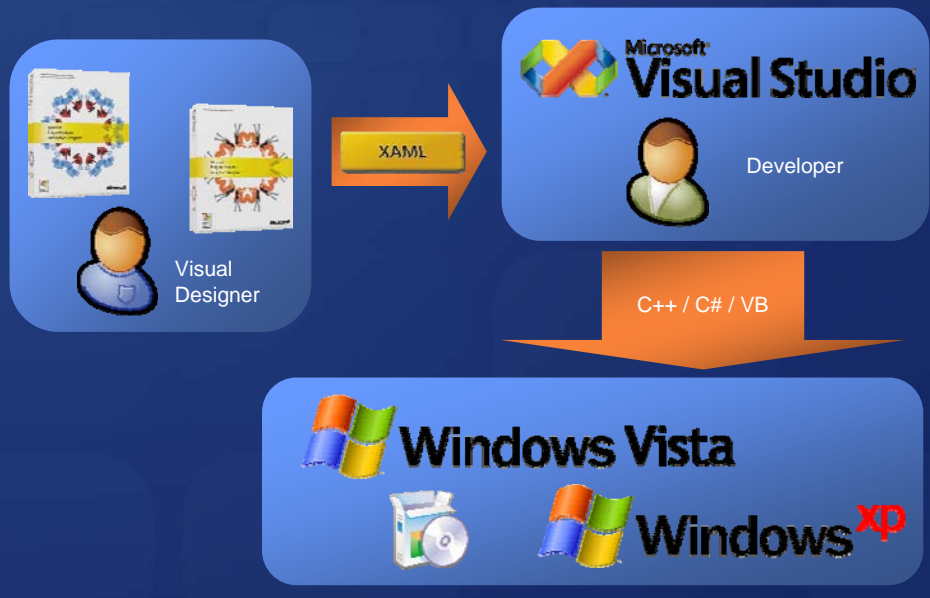 Microsoft
Visual Studio
XAML
Developer
Visual
Designer
C++ / C# / VB
Windows Vista
Windows xp